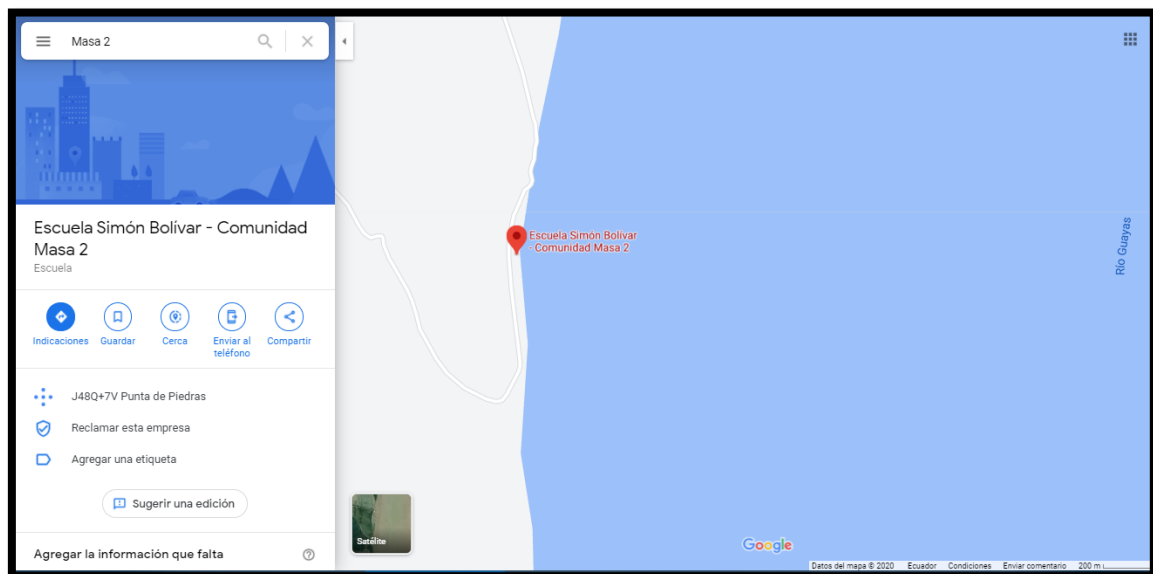 Masa 2
Escuela Simón Bolívar - Comunidad
Masa 2
Escuela
Indicaciones
Guardar
Cerca
Enviar al
teléfono
Compartir
J48Q+7V Punta de Piedras
Reclamar esta empresa
Agregar una etiqueta
Sugerir una edición
Agregar la información que falta
Escuela Simón Bolívar
- Comunidad Masa 2
Río Guayas
Satélite
Google
Datos del mapa © 2020 Ecuador Condiciones Enviar comentario 200 m